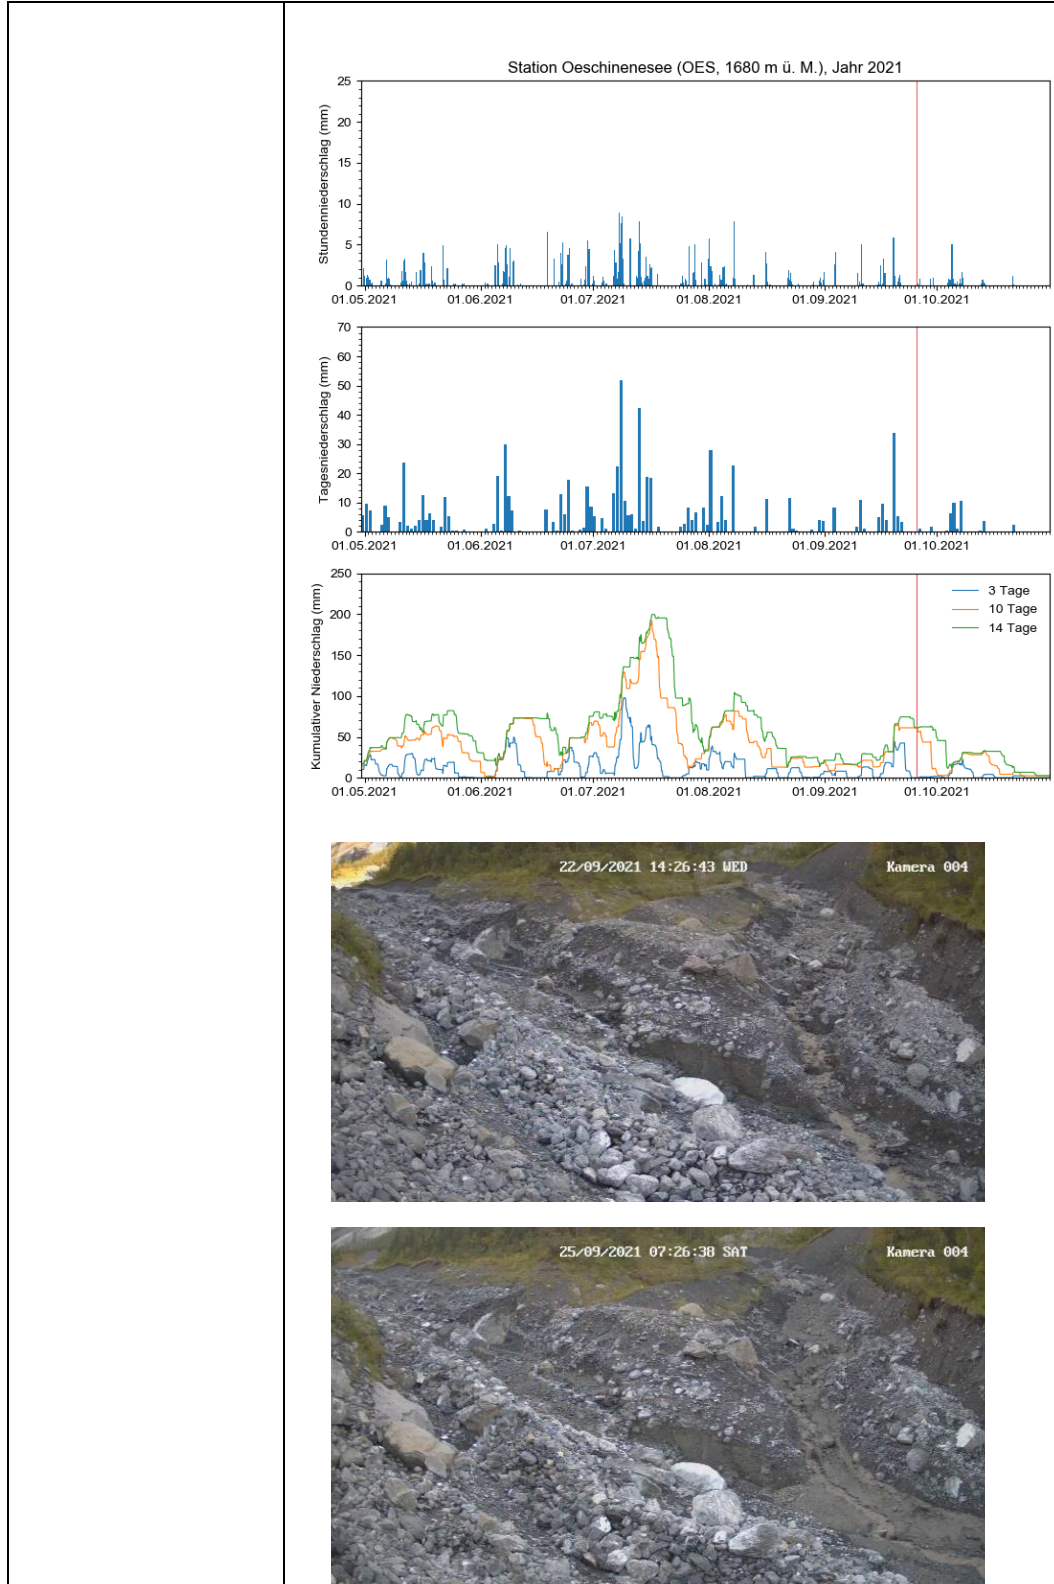 Station Oeschinenesee (OES, 1680 m ü. M.), Jahr 2021
Stundenniederschlag (mm)
25
20
15
10
5
0
01.05.2021 01.06.2021 01.07.2021 01.08.2021 01.09.2021 01.10.2021
Tagesniederschlag (mm)
70
60
50
40
30
20
10
0
01.05.2021 01.06.2021 01.07.2021 01.08.2021 01.09.2021 01.10.2021
Kumulativer Niederschlag (mm)
250
200
150
100
50
0
3 Tage
10 Tage
14 Tage
01.05.2021 01.06.2021 01.07.2021 01.08.2021 01.09.2021 01.10.2021
22/09/2021 14:26:43 WED Kamera 004
25/09/2021 07:26:38 SAT Kamera 004